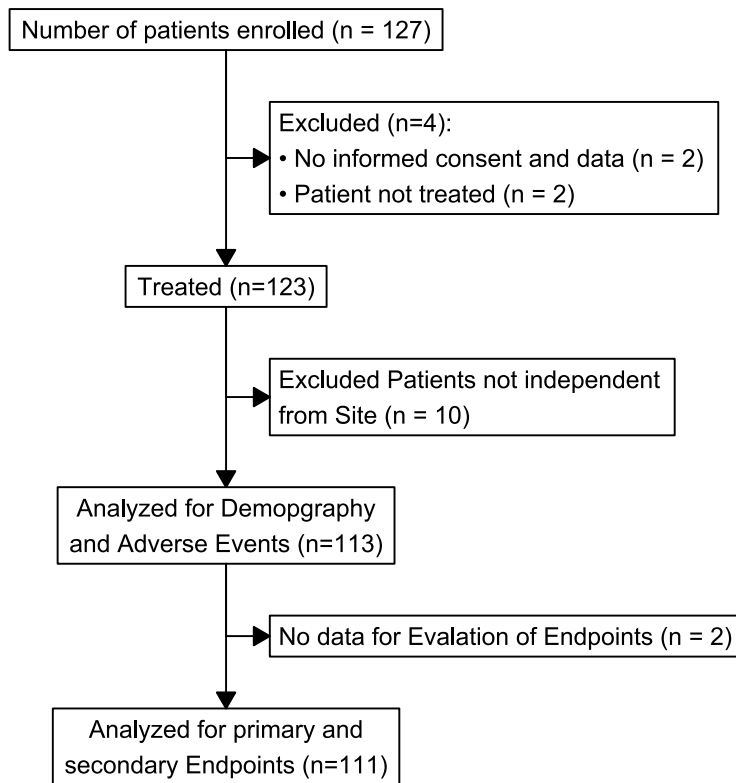 Number of patients enrolled (n = 127)
Excluded (n=4):
• No informed consent and data (n = 2)
• Patient not treated (n = 2)
Treated (n=123)
Excluded Patients not independent
from Site (n = 10)
Analyzed for Demopgraphy
and Adverse Events (n=113)
No data for Evalation of Endpoints (n = 2)
Analyzed for primary and
secondary Endpoints (n=111)